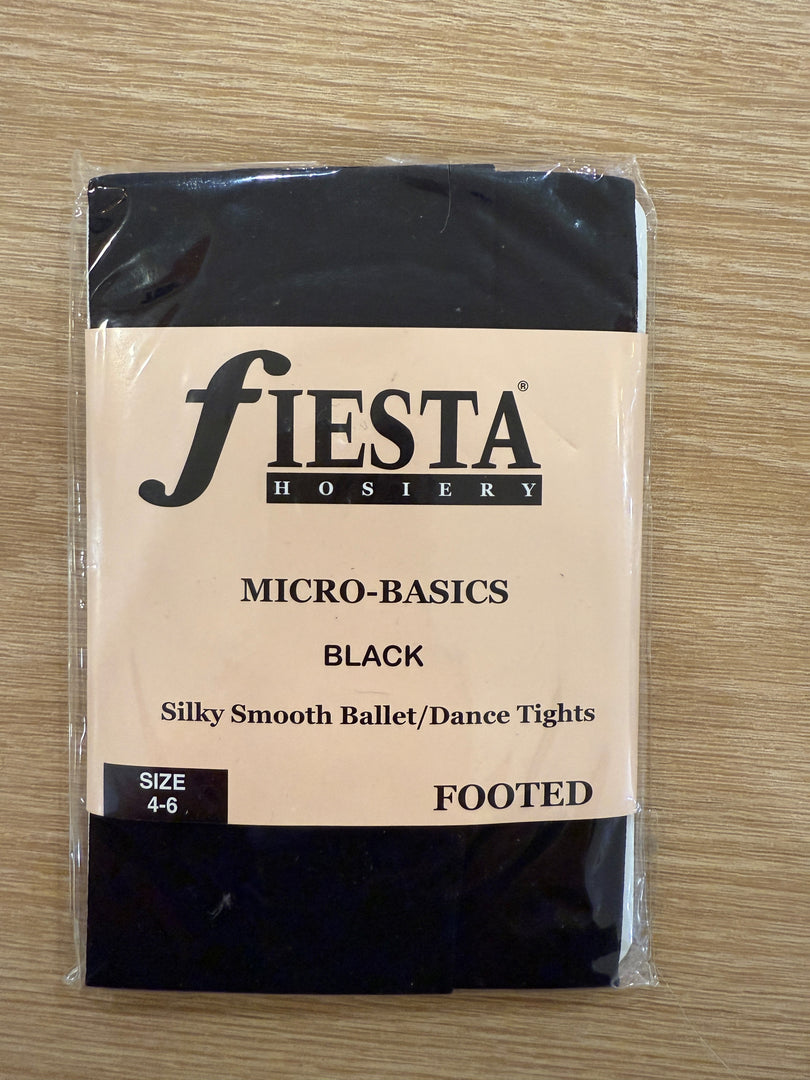 fIESTA®
HOSIERY
MICRO-BASICS
BLACK
Silky Smooth Ballet/Dance Tights
SIZE
4-6
FOOTED